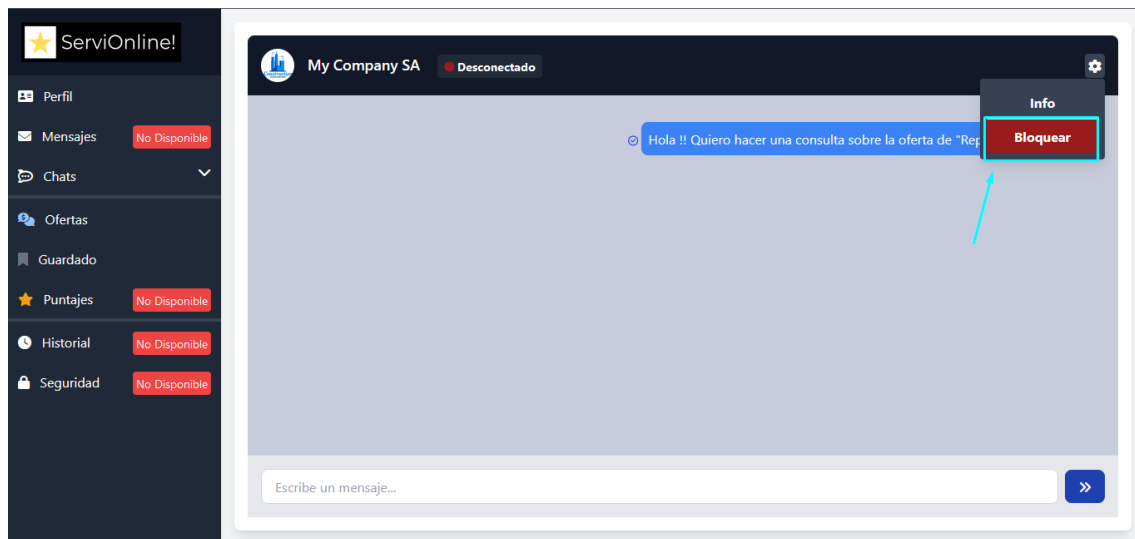 ServiOnline!
Perfil
Mensajes No Disponible
Chats
Ofertas
Guardado
Puntajes No Disponible
Historial No Disponible
Seguridad No Disponible
My Company SA Desconectado
Info
Bloquear
Hola !! Quiero hacer una consulta sobre la oferta de "Rep
Escribe un mensaje...